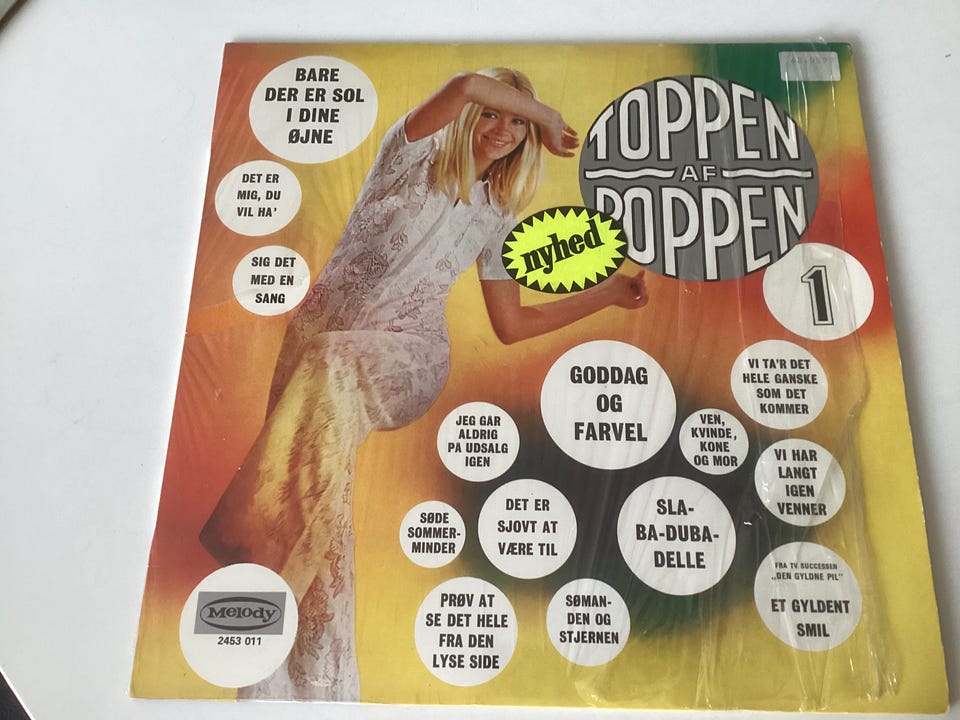 BARE
DER ER SOL
I DINE
ØJNE
DET ER
MIG, DU
VIL HA'
SIG DET
MED EN
SANG
TOPPEN
AF
POPPEN
nyhed
1
GODDAG
OG
FARVEL
VI TA'R DET
HELE GANSKE
SOM DET
KOMMER
JEG GAR
ALDRIG
PA UDSALG
IGEN
VEN,
KVINDE,
KONE
OG MOR
VI HAR
LANGT
IGEN
VENNER
SØDE
SOMMER-
MINDER
DET ER
SJOVT AT
VÆRE TIL
SLA-
BA-DUBA-
DELLE
FRA TV SUCCESSEN
„DEN GYLDNE PIL"
ET GYLDENT
SMIL
PRØV AT
SE DET HELE
FRA DEN
LYSE SIDE
SØMAN-
DEN OG
STJERNEN
Melody
2453 011